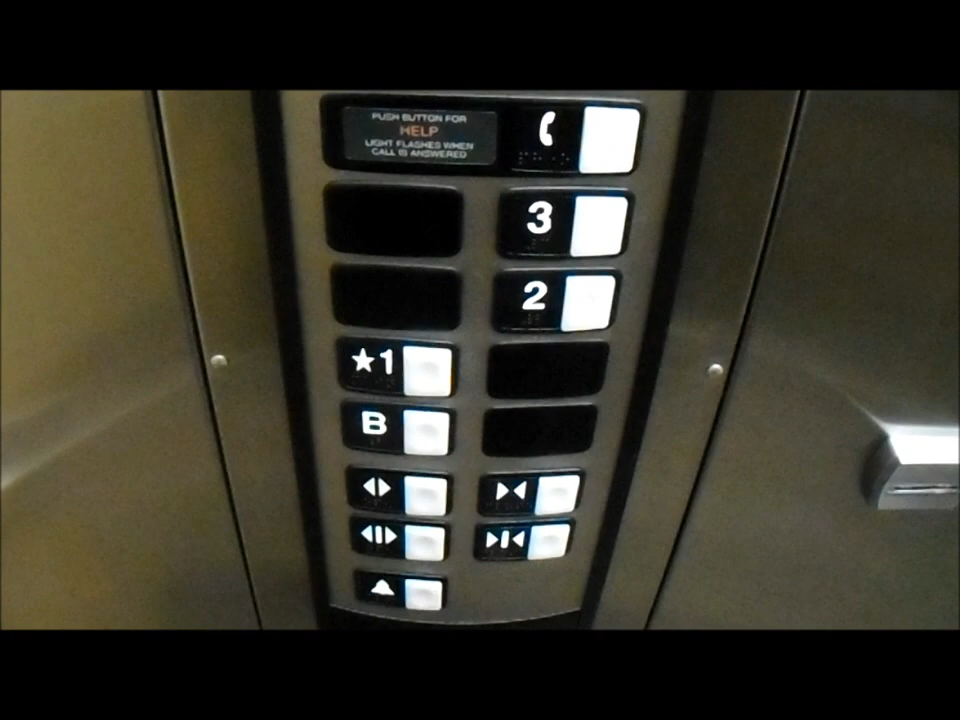 PUSH BUTTON FOR
HELP
LIGHT FLASHES WHEN
CALL IS ANSWERED
3
2
★1
B